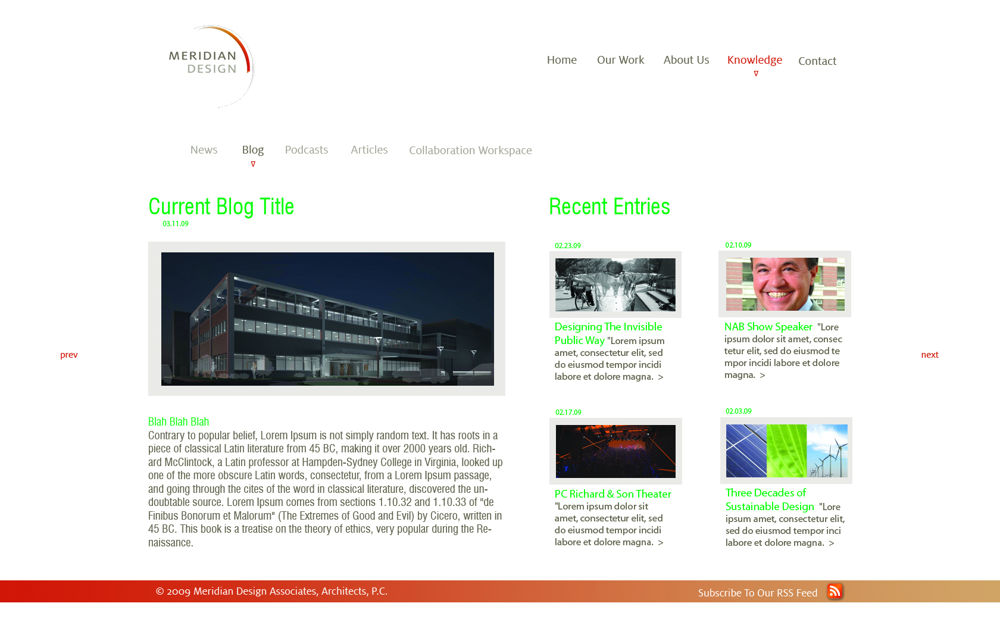 MERIDIAN
DESIGN
Home Our Work About Us Knowledge Contact
News Blog Podcasts Articles Collaboration Workspace
Current Blog Title
03.11.09
prev
Blah Blah Blah
Contrary to popular belief, Lorem Ipsum is not simply random text. It has roots in a
piece of classical Latin literature from 45 BC, making it over 2000 years old. Rich-
ard McClintock, a Latin professor at Hampden-Sydney College in Virginia, looked up
one of the more obscure Latin words, consectetur, from a Lorem Ipsum passage,
and going through the cites of the word in classical literature, discovered the un-
doubtable source. Lorem Ipsum comes from sections 1.10.32 and 1.10.33 of "de
Finibus Bonorum et Malorum" (The Extremes of Good and Evil) by Cicero, written in
45 BC. This book is a treatise on the theory of ethics, very popular during the Re-
naissance.
Recent Entries
02.23.09
Designing The Invisible
Public Way "Lorem ipsum
amet, consectetur elit, sed
do eiusmod tempor incidi
labore et dolore magna. >
02.10.09
NAB Show Speaker "Lore
ipsum dolor sit amet, consec
tetur elit, sed do eiusmod te
mpor incidi labore et dolore
magna. >
02.17.09
PC Richard & Son Theater
"Lorem ipsum dolor sit
amet, consectetur elit, sed
do eiusmod tempor incidi
labore et dolore magna. >
02.03.09
Three Decades of
Sustainable Design "Lore
ipsum amet, consectetur elit,
sed do eiusmod tempor inci
labore et dolore magna. >
next
© 2009 Meridian Design Associates, Architects, P.C.
Subscribe To Our RSS Feed